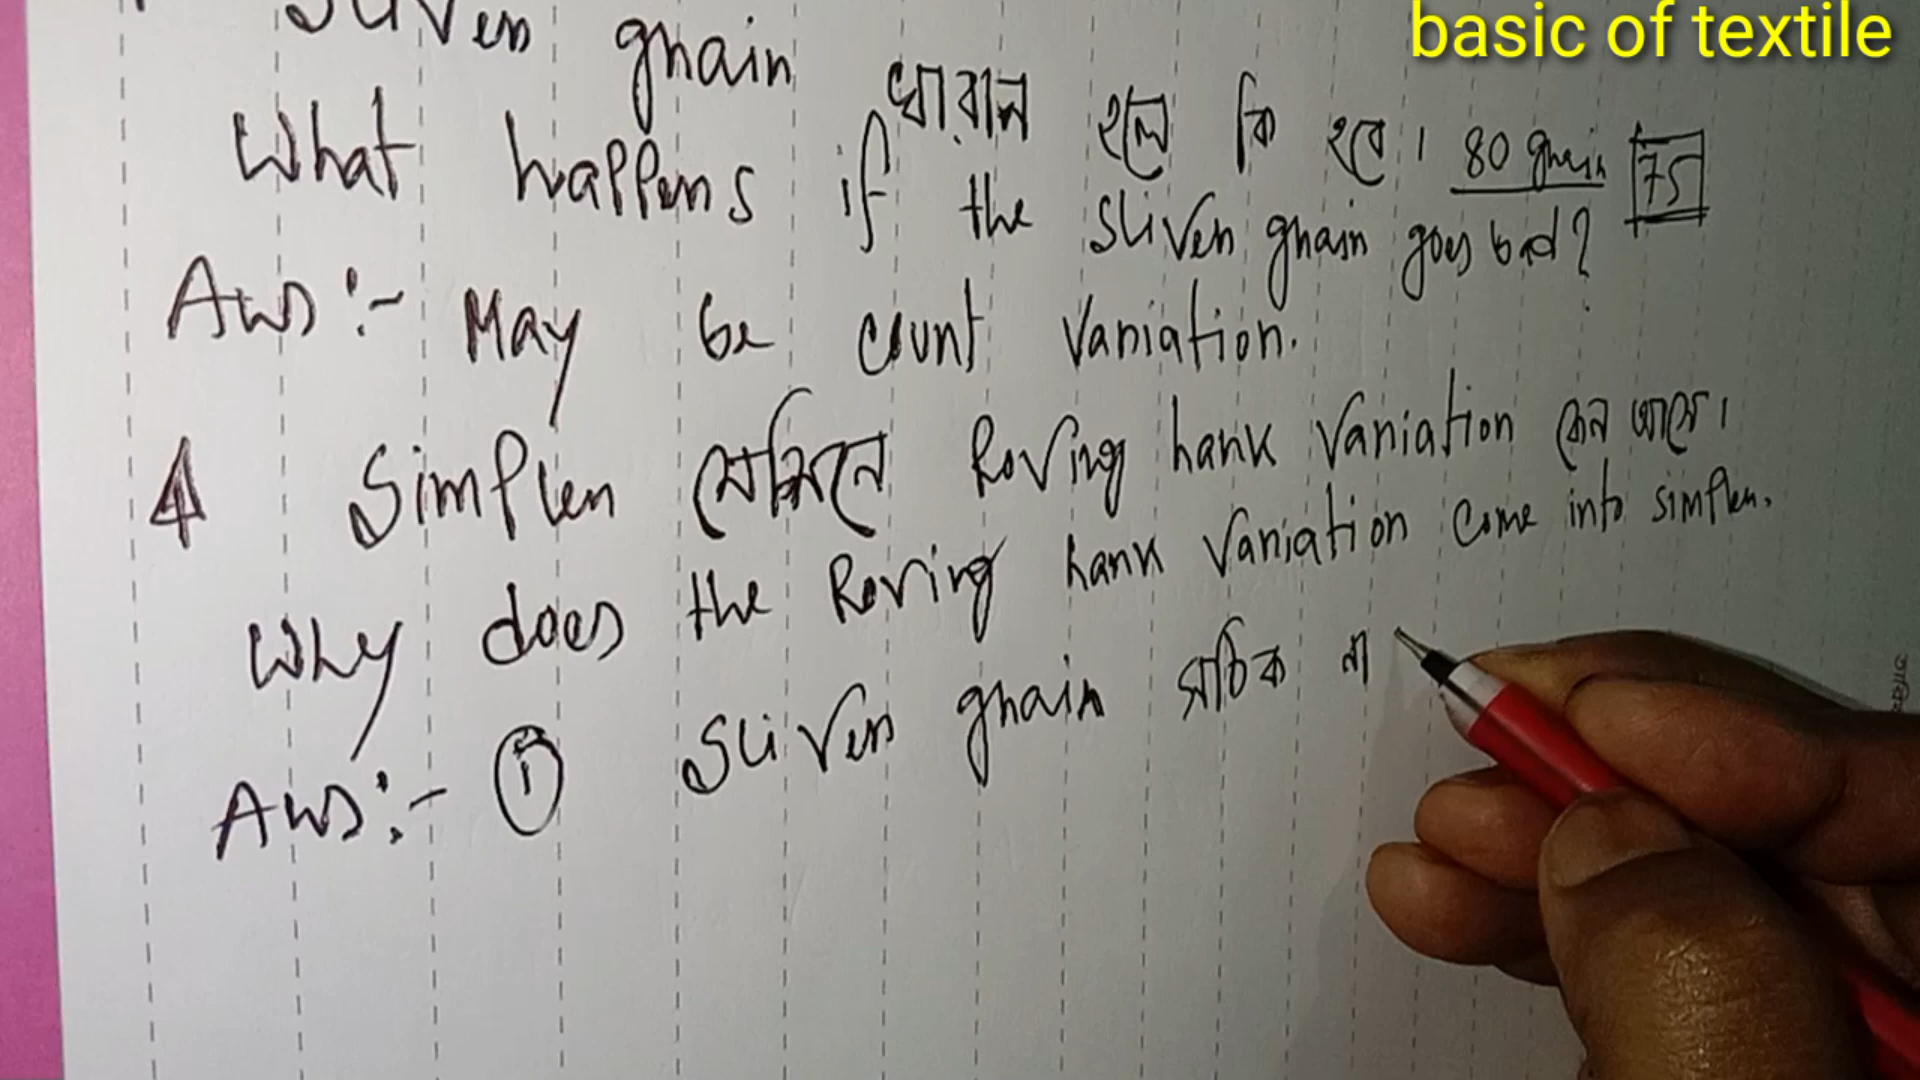 basic of textile
Sliver grain খারাপ হলে কি হবে। 80 grain 75
What happens if the sliver grain goes bad?
Ans:- May be count variation.
4 Simplex মেশিনে Roving hank variation কেন আসে।
Why does the Roving hank variation come into simplex.
Ans:- (i) Sliver grain সঠিক না